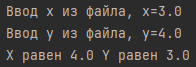 Ввод x из файла, x=3.0
Ввод y из файла, y=4.0
X равен 4.0 Y равен 3.0